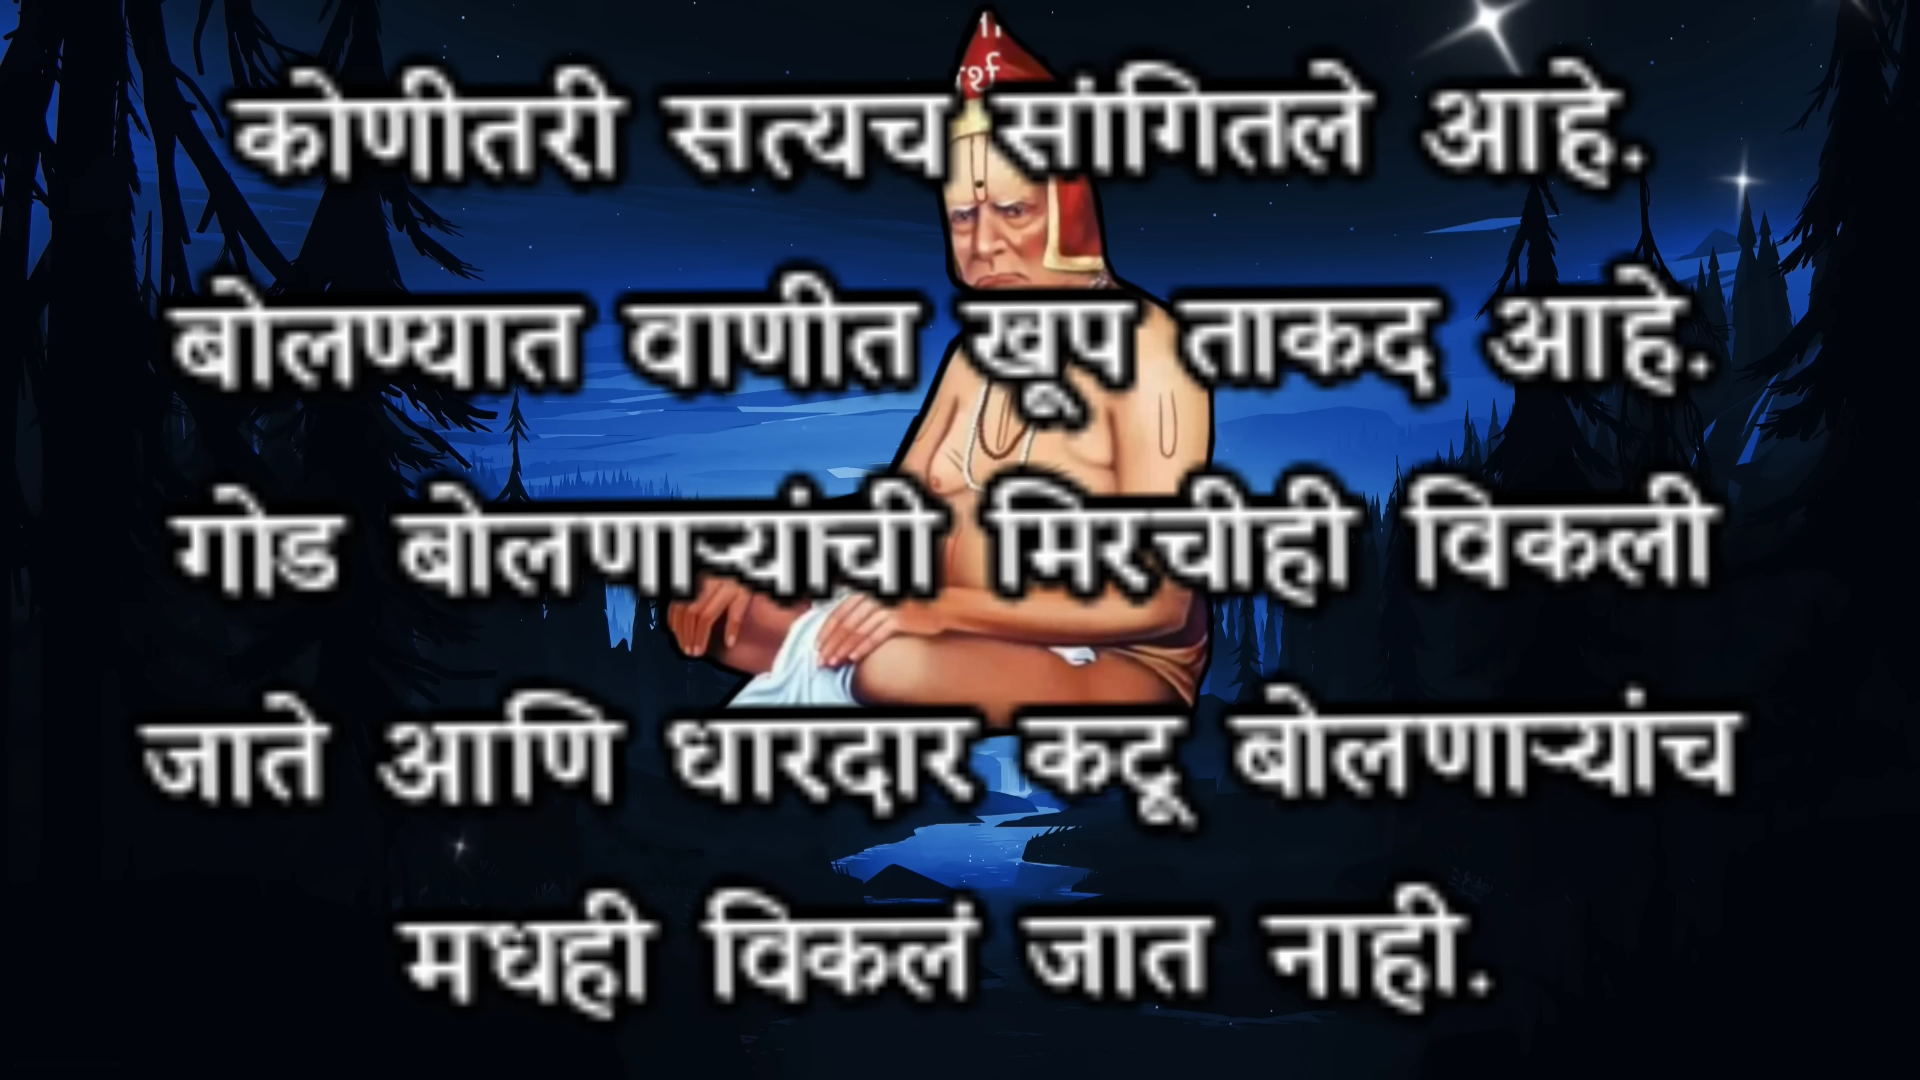 कोणीतरी सत्यच सांगितले आहे.
बोलण्यात वाणीत खूप ताकद आहे.
गोड बोलणाऱ्यांची मिरचीही विकली
जाते आणि धारदार कटू बोलणाऱ्यांच
मधही विकलं जात नाही.